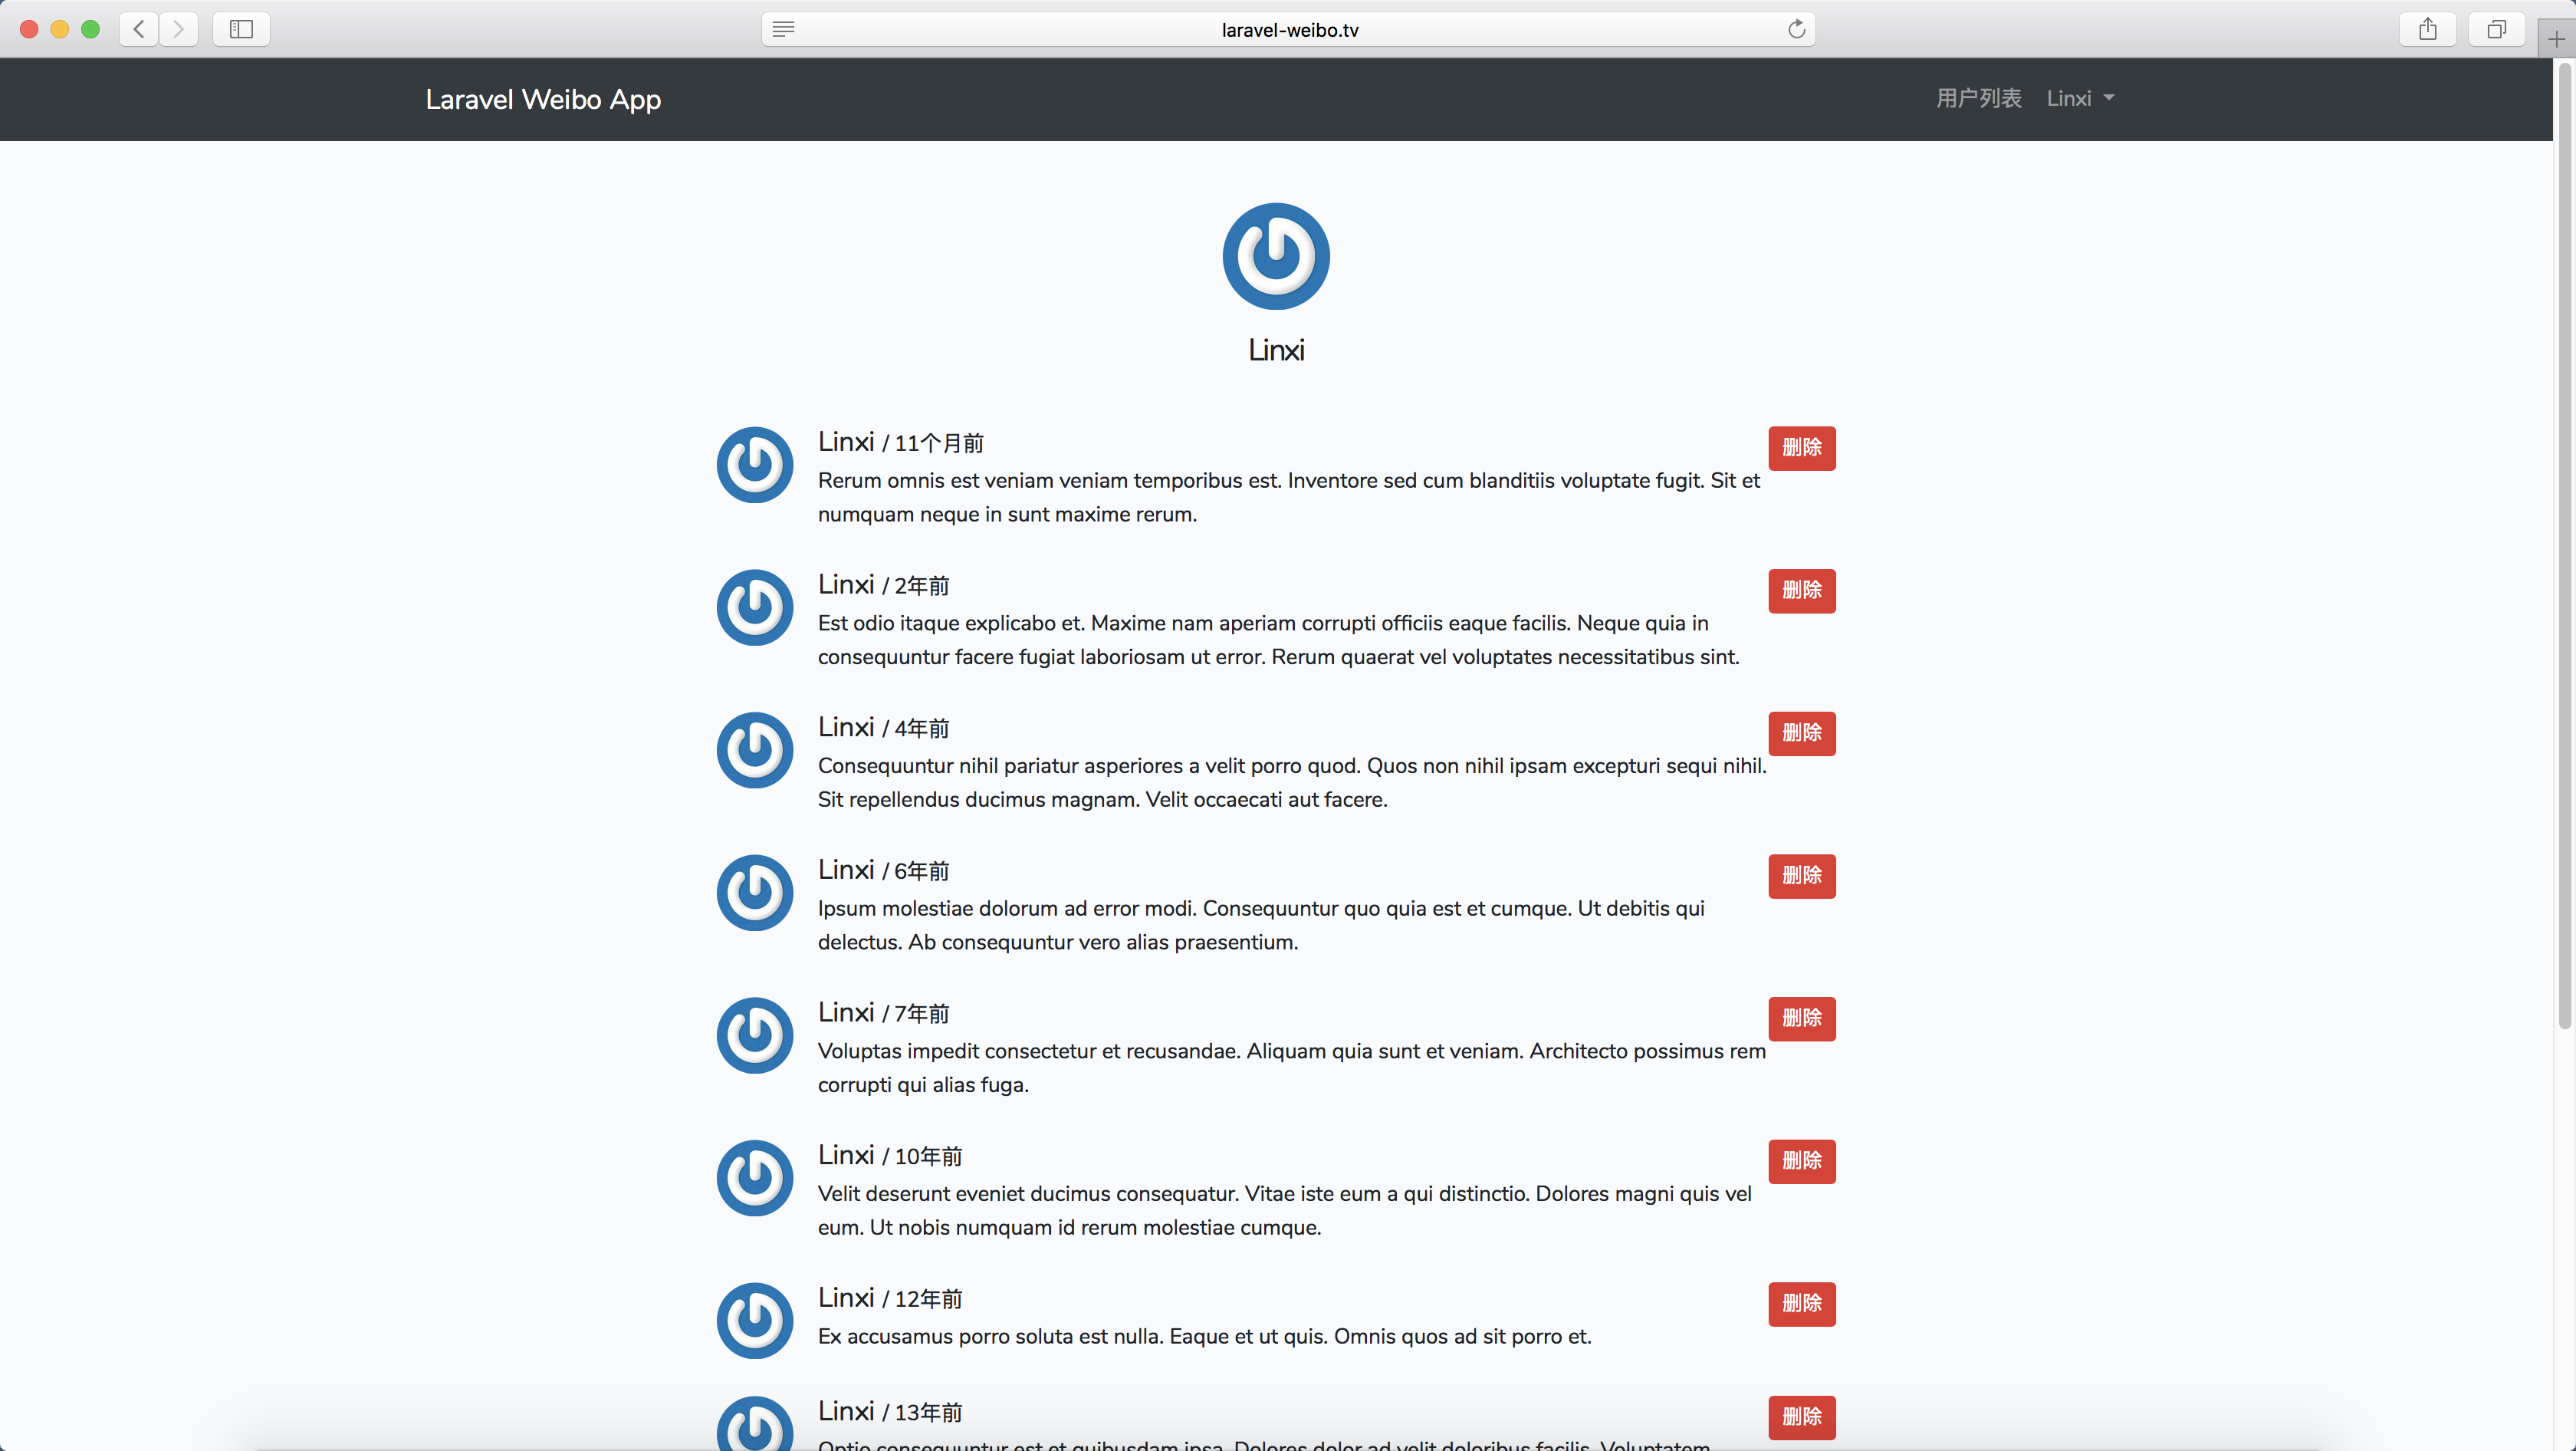 laravel-weibo.tv
Laravel Weibo App
用户列表 Linxi
Linxi
Linxi / 11个月前
删除
Rerum omnis est veniam veniam temporibus est. Inventore sed cum blanditiis voluptate fugit. Sit et
numquam neque in sunt maxime rerum.
Linxi / 2年前
删除
Est odio itaque explicabo et. Maxime nam aperiam corrupti officiis eaque facilis. Neque quia in
consequuntur facere fugiat laboriosam ut error. Rerum quaerat vel voluptates necessitatibus sint.
Linxi / 4年前
删除
Consequuntur nihil pariatur asperiores a velit porro quod. Quos non nihil ipsam excepturi sequi nihil.
Sit repellendus ducimus magnam. Velit occaecati aut facere.
Linxi / 6年前
删除
Ipsum molestiae dolorum ad error modi. Consequuntur quo quia est et cumque. Ut debitis qui
delectus. Ab consequuntur vero alias praesentium.
Linxi / 7年前
删除
Voluptas impedit consectetur et recusandae. Aliquam quia sunt et veniam. Architecto possimus rem
corrupti qui alias fuga.
Linxi / 10年前
删除
Velit deserunt eveniet ducimus consequatur. Vitae iste eum a qui distinctio. Dolores magni quis vel
eum. Ut nobis numquam id rerum molestiae cumque.
Linxi / 12年前
删除
Ex accusamus porro soluta est nulla. Eaque et ut quis. Omnis quos ad sit porro et.
Linxi / 13年前
删除
Optio consequuntur est et quibusdam ipsa. Dolores dolor ad velit doloribus facilis. Voluptatem